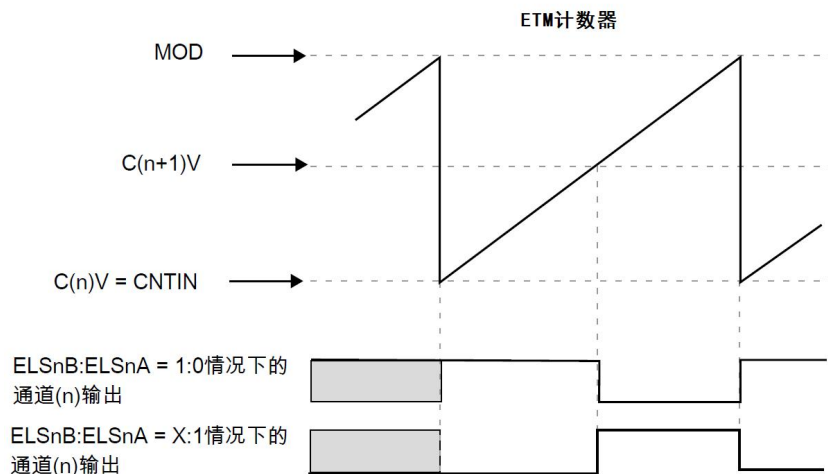 ETM计数器
MOD
C(n+1)V
C(n)V = CNTIN
ELSnB:ELSnA = 1:0情况下的
通道(n)输出
ELSnB:ELSnA = X:1情况下的
通道(n)输出